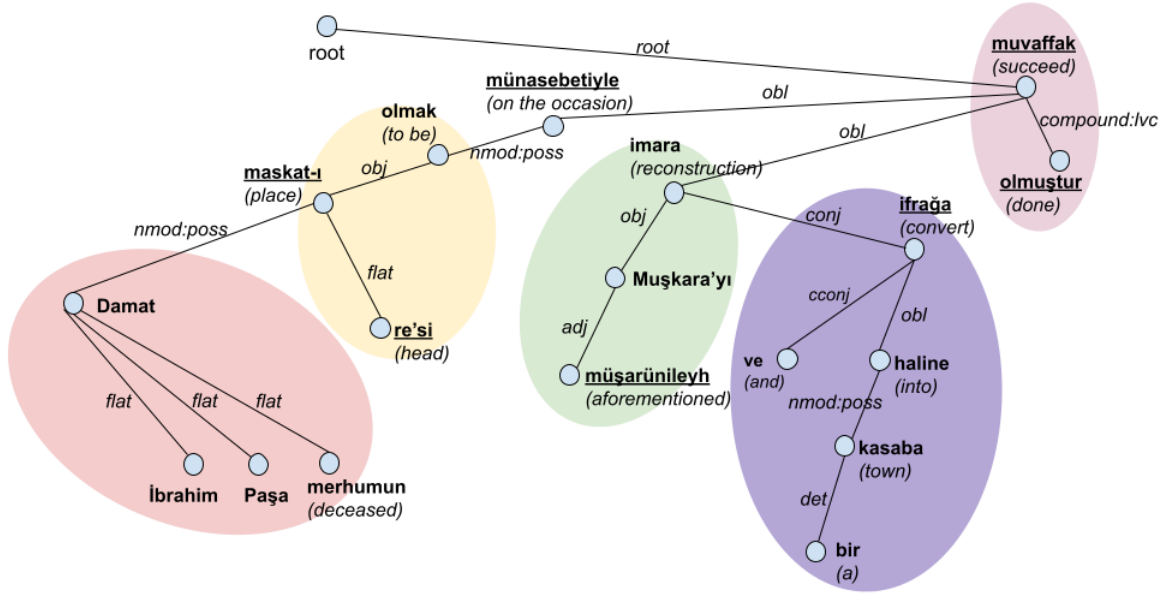 root
root
muvaffak
(succeed)
münasebetiyle
(on the occasion)
obl
compound:lvc
olmak
(to be)
nmod:poss
obl
imara
(reconstruction)
olmuştur
(done)
maskat-ı
(place)
obj
obj
conj
ifrağa
(convert)
nmod:poss
flat
cconj
obl
Damat
Muşkara'yı
re'si
(head)
adj
ve
(and)
haline
(into)
müşarünileyh
(aforementioned)
nmod:poss
flat
flat
flat
kasaba
(town)
İbrahim
Paşa
merhumun
(deceased)
det
bir
(a)